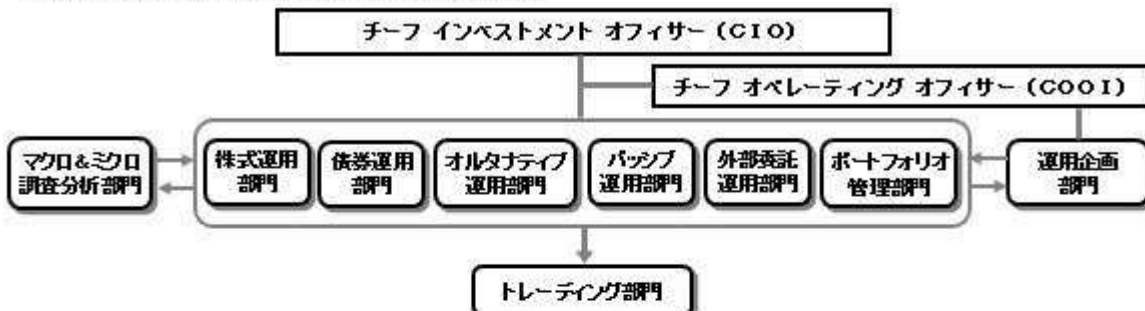 チーフ インベストメント オフィサー (CIO)
チーフ オペレーティング オフィサー (COOI)
マクロ&ミクロ
調査分析部門
株式運用
部門
債券運用
部門
オルタナティブ
運用部門
パッシブ
運用部門
外部委託
運用部門
ポートフォリオ
管理部門
運用企画
部門
トレーディング部門